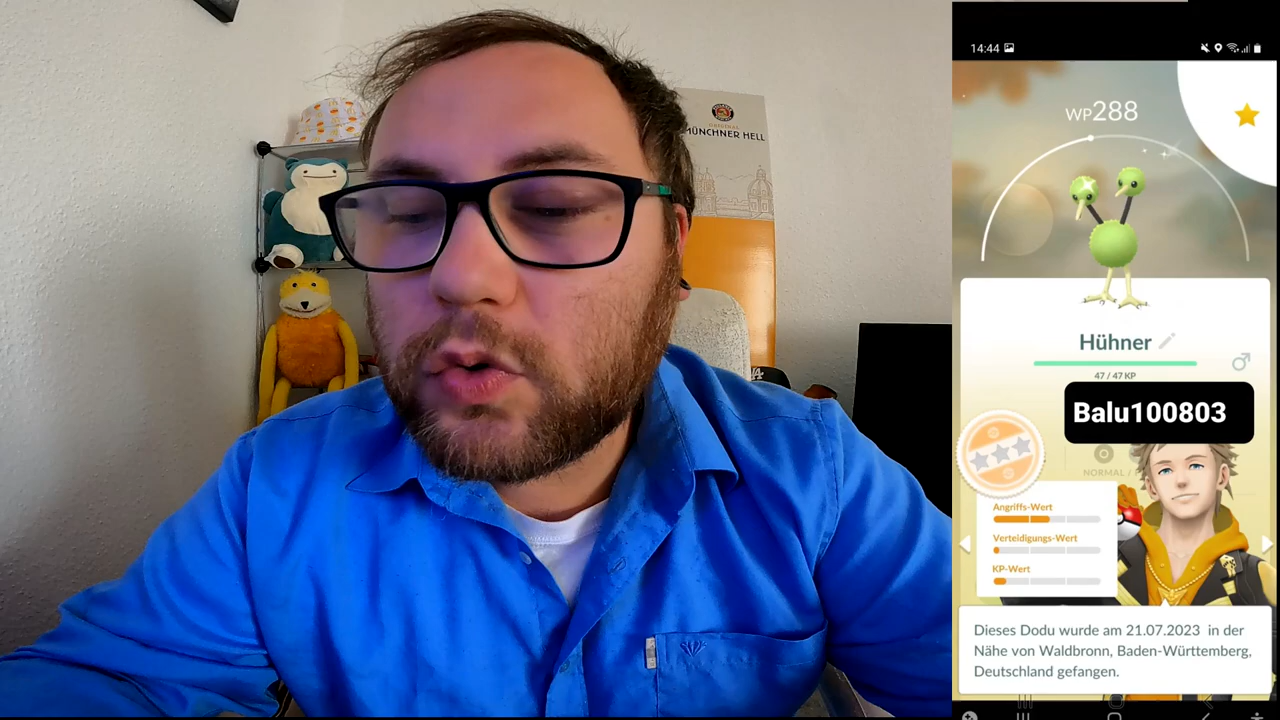 ORIGINAL
MÜNCHNER HELL
14:44
WP288
Hühner
47 / 47 KP
Balu100803
NORMAL /
Angriffs-Wert
Verteidigungs-Wert
KP-Wert
Dieses Dodu wurde am 21.07.2023 in der
Nähe von Waldbronn, Baden-Württemberg,
Deutschland gefangen.